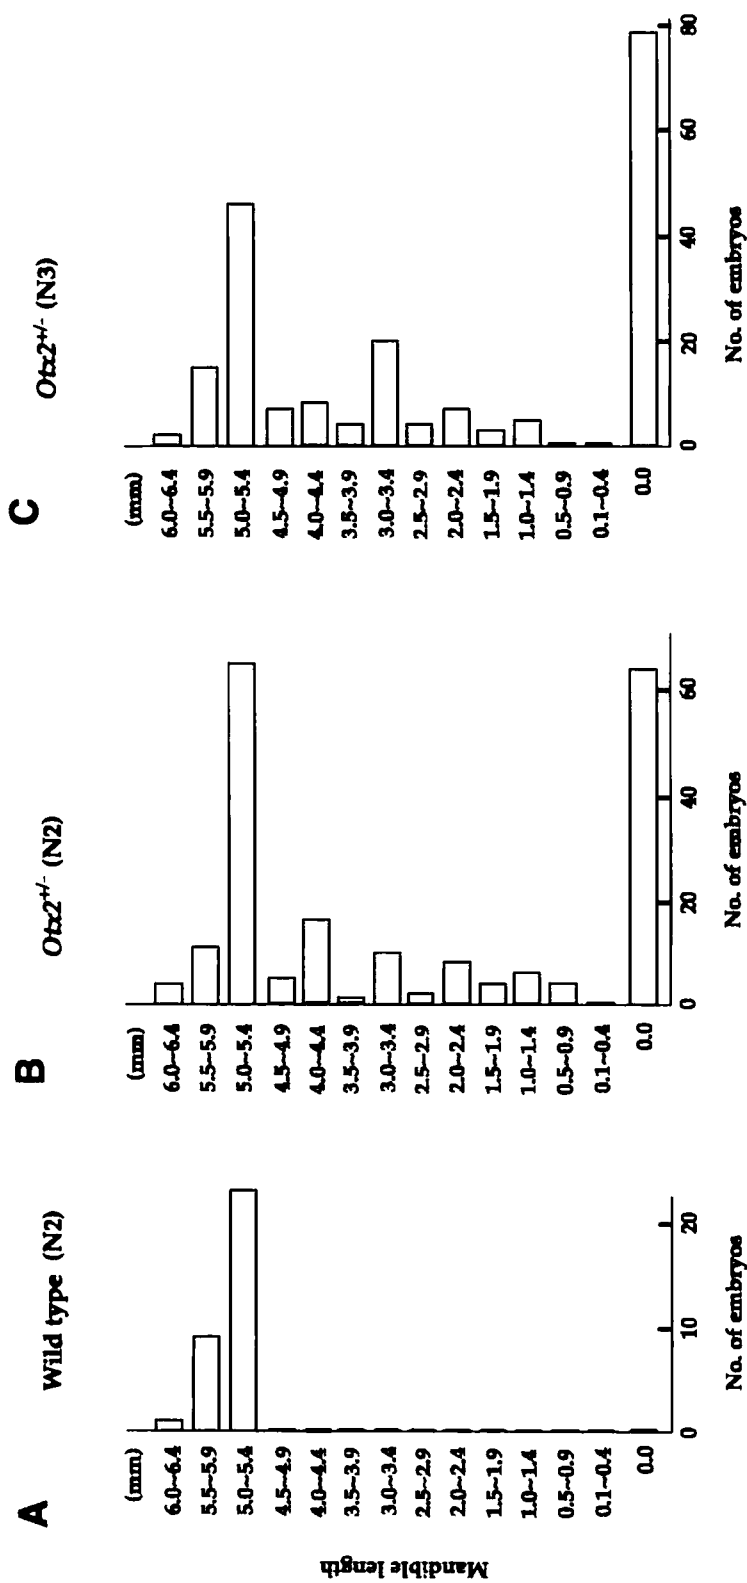 A
Wild type (N2)
Mandible length
(mm)
6.0~6.4
5.5~5.9
5.0~5.4
4.5~4.9
4.0~4.4
3.5~3.9
3.0~3.4
2.5~2.9
2.0~2.4
1.5~1.9
1.0~1.4
0.5~0.9
0.1~0.4
0.0
0 10 20
No. of embryos
B
Otx2+/- (N2)
(mm)
6.0~6.4
5.5~5.9
5.0~5.4
4.5~4.9
4.0~4.4
3.5~3.9
3.0~3.4
2.5~2.9
2.0~2.4
1.5~1.9
1.0~1.4
0.5~0.9
0.1~0.4
0.0
0 20 40 60
No. of embryos
C
Otx2+/- (N3)
(mm)
6.0~6.4
5.5~5.9
5.0~5.4
4.5~4.9
4.0~4.4
3.5~3.9
3.0~3.4
2.5~2.9
2.0~2.4
1.5~1.9
1.0~1.4
0.5~0.9
0.1~0.4
0.0
0 20 40 60 80
No. of embryos